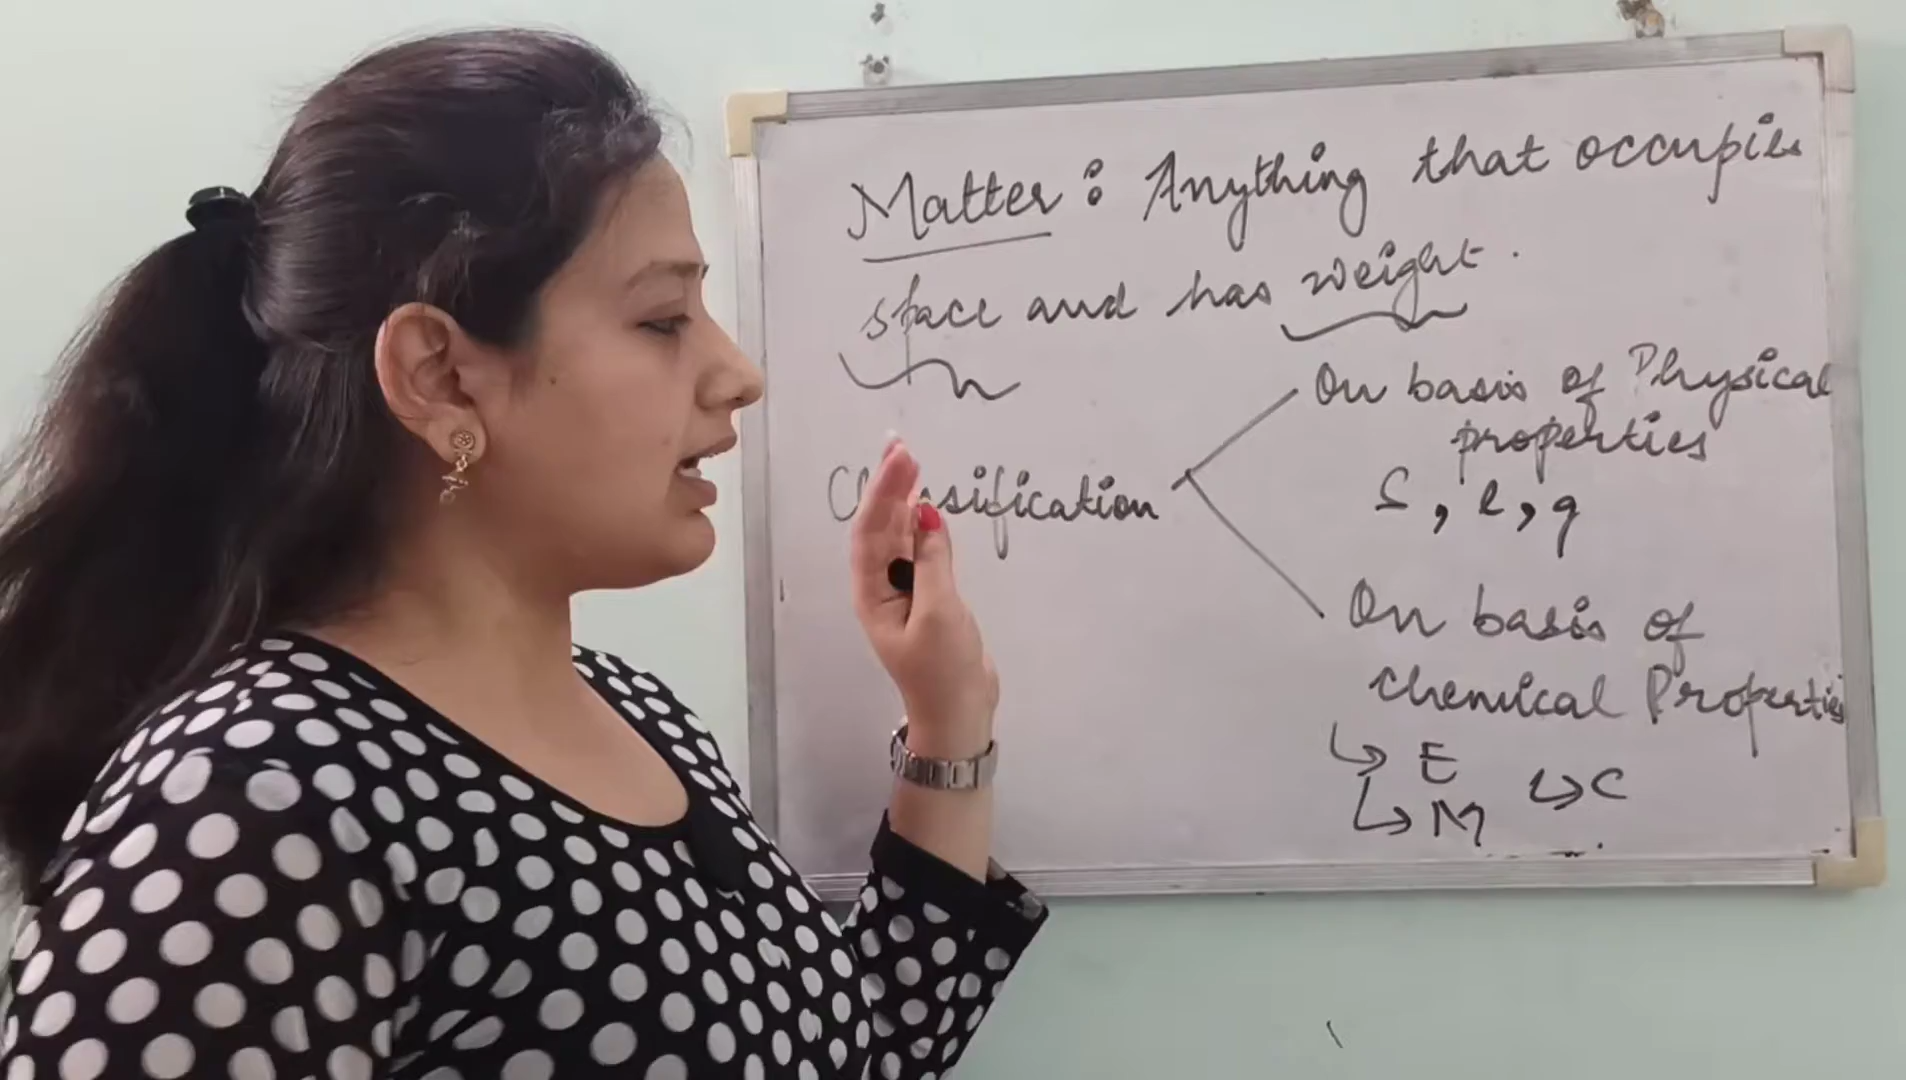 Matter : Anything that occupies
space and has weight.
Classification
On basis of Physical
properties
S, l, g
On basis of
chemical Properties
↳ E ↳ C
↳ M